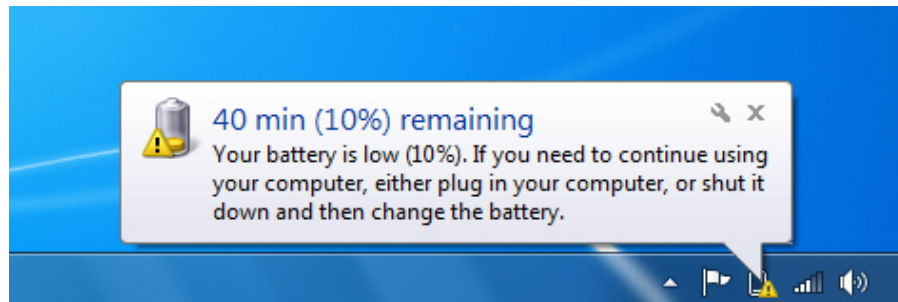 40 min (10%) remaining
Your battery is low (10%). If you need to continue using
your computer, either plug in your computer, or shut it
down and then change the battery.